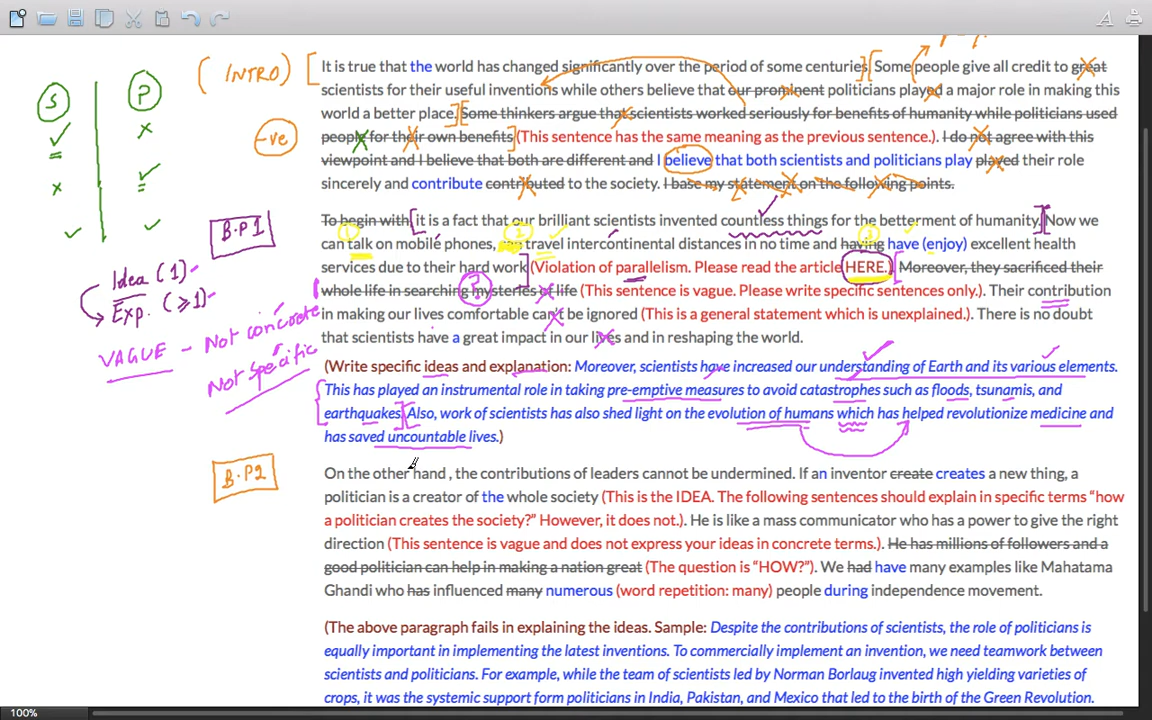 S P
(INTRO)
It is true that the world has changed significantly over the period of some centuries. Some people give all credit to great
scientists for their useful inventions while others believe that our prominent politicians played a major role in making this
world a better place. Some thinkers argue that scientists worked seriously for benefits of humanity while politicians used
-ve
people for their own benefits (This sentence has the same meaning as the previous sentence.). I do not agree with this
viewpoint and I believe that both are different and I believe that both scientists and politicians play played their role
sincerely and contribute contributed to the society. I base my statement on the following points.
B.P1
To begin with, it is a fact that our brilliant scientists invented countless things for the betterment of humanity. Now we
1 2 3
can talk on mobile phones, travel intercontinental distances in no time and having have (enjoy) excellent health
services due to their hard work (Violation of parallelism. Please read the article HERE.). Moreover, they sacrificed their
Idea (1)
whole life in searching mysteries of life (This sentence is vague. Please write specific sentences only.). Their contribution
Exp. (≥1)
in making our lives comfortable can't be ignored (This is a general statement which is unexplained.). There is no doubt
that scientists have a great impact in our lives and in reshaping the world.
VAGUE - Not concrete
Not specific
(Write specific ideas and explanation: Moreover, scientists have increased our understanding of Earth and its various elements.
This has played an instrumental role in taking pre-emptive measures to avoid catastrophes such as floods, tsunamis, and
earthquakes. Also, work of scientists has also shed light on the evolution of humans which has helped revolutionize medicine and
has saved uncountable lives.)
B.P2
On the other hand , the contributions of leaders cannot be undermined. If an inventor create creates a new thing, a
politician is a creator of the whole society (This is the IDEA. The following sentences should explain in specific terms “how
a politician creates the society?” However, it does not.). He is like a mass communicator who has a power to give the right
direction (This sentence is vague and does not express your ideas in concrete terms.). He has millions of followers and a
good politician can help in making a nation great (The question is “HOW?”). We had have many examples like Mahatama
Ghandi who has influenced many numerous (word repetition: many) people during independence movement.
(The above paragraph fails in explaining the ideas. Sample: Despite the contributions of scientists, the role of politicians is
equally important in implementing the latest inventions. To commercially implement an invention, we need teamwork between
scientists and politicians. For example, while the team of scientists led by Norman Borlaug invented high yielding varieties of
crops, it was the systemic support form politicians in India, Pakistan, and Mexico that led to the birth of the Green Revolution.
100%